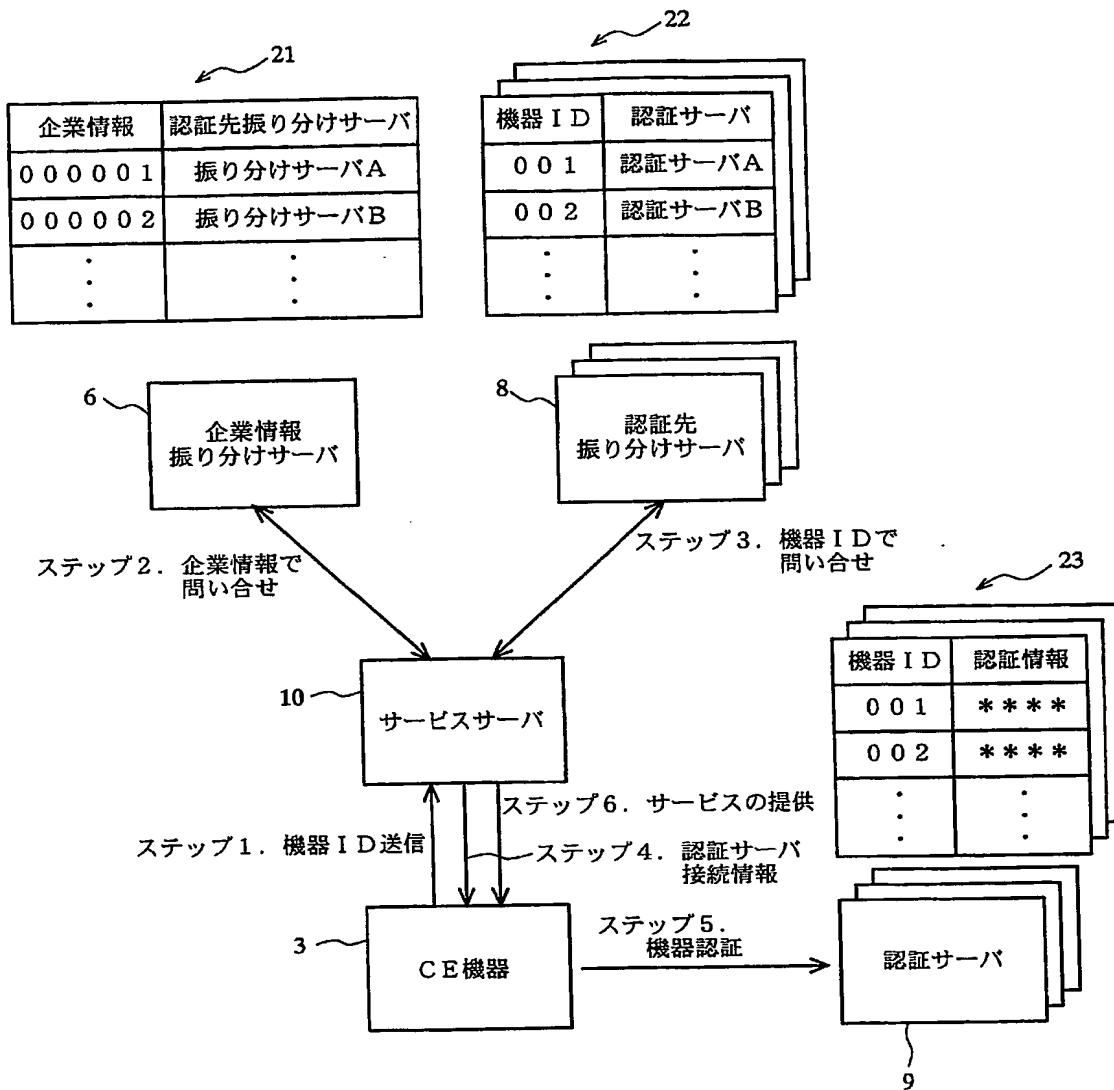 21
22
企業情報 認証先振り分けサーバ
000001 振り分けサーバA
000002 振り分けサーバB
機器ID 認証サーバ
001 認証サーバA
002 認証サーバB
6
企業情報
振り分けサーバ
8
認証先
振り分けサーバ
ステップ2.企業情報で
問い合せ
ステップ3.機器IDで
問い合せ
23
機器ID 認証情報
001 ****
002 ****
10
サービスサーバ
ステップ6.サービスの提供
ステップ1.機器ID送信
ステップ4.認証サーバ
接続情報
3
CE機器
ステップ5.
機器認証
認証サーバ
9